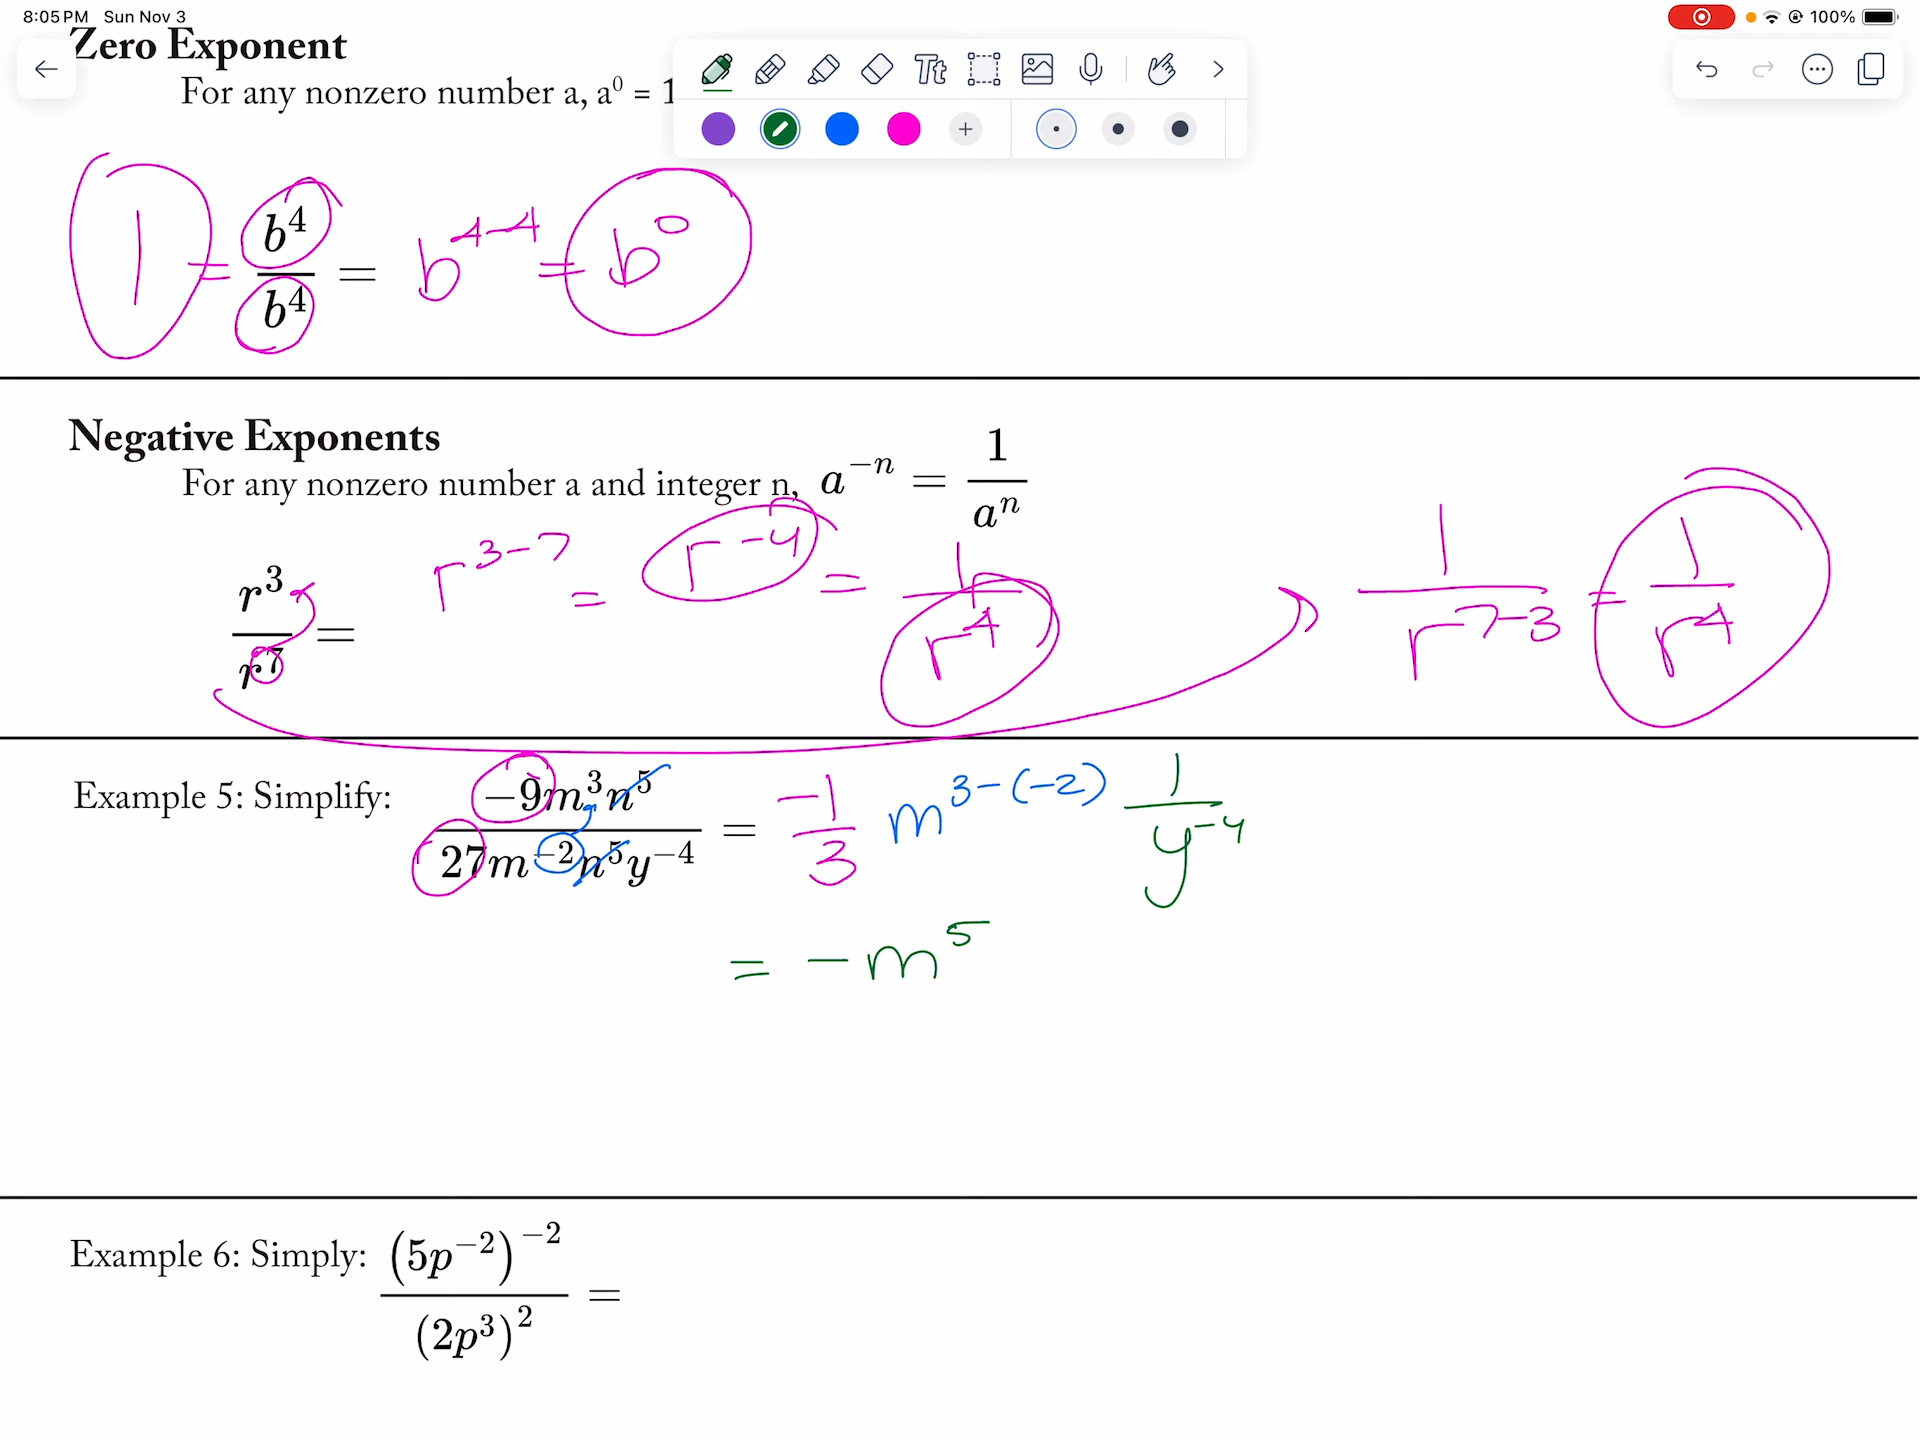 8:05 PM Sun Nov 3
100%
Zero Exponent
For any nonzero number a, a⁰ = 1
Tt
1 = b⁴/b⁴ = b⁴⁻⁴ = b⁰
Negative Exponents
For any nonzero number a and integer n, a⁻ⁿ = 1/aⁿ
r³/r⁷ = r³⁻⁷ = r⁻⁴ = 1/r⁴ 1/r⁷⁻³ = 1/r⁴
Example 5: Simplify: -9m³n⁵/27m⁻²n⁵y⁻⁴ = -1/3 m³⁻⁽⁻²⁾ 1/y⁻⁴
= -m⁵
Example 6: Simply: (5p⁻²)⁻²/(2p³)² =